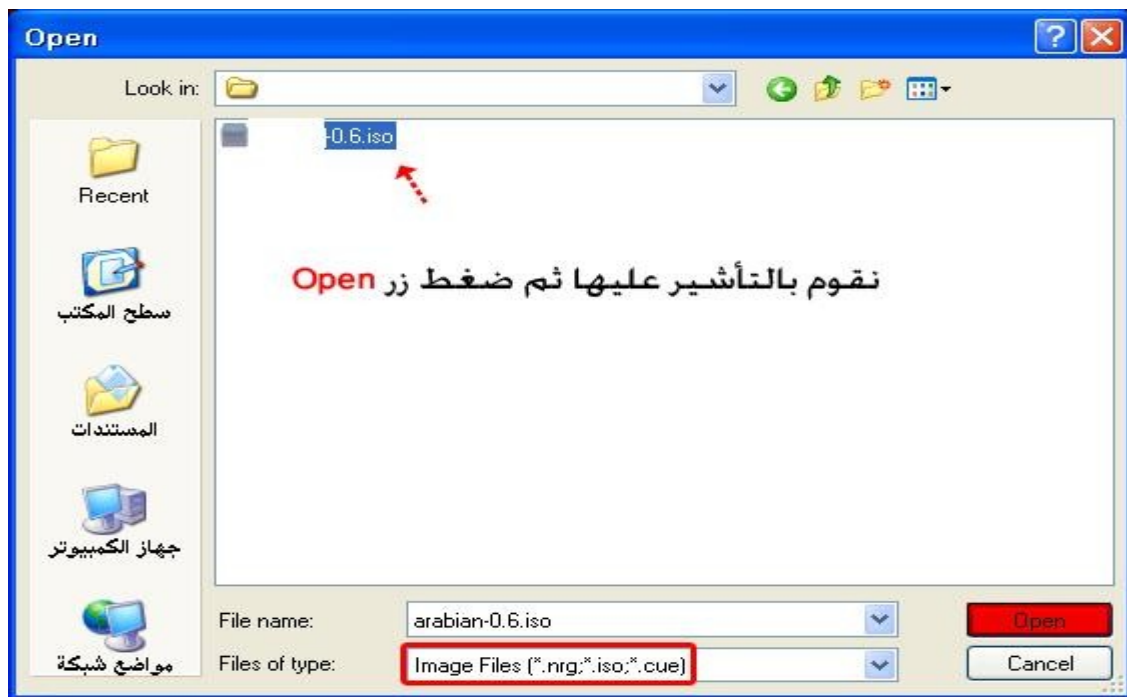 Open
Look in:
-0.6.iso
Recent
سطح المكتب
المستندات
جهاز الكمبيوتر
مواضع شبكة
نقوم بالتأشير عليها ثم ضغط زر Open
File name: arabian-0.6.iso Open
Files of type: Image Files (*.nrg;*.iso;*.cue) Cancel